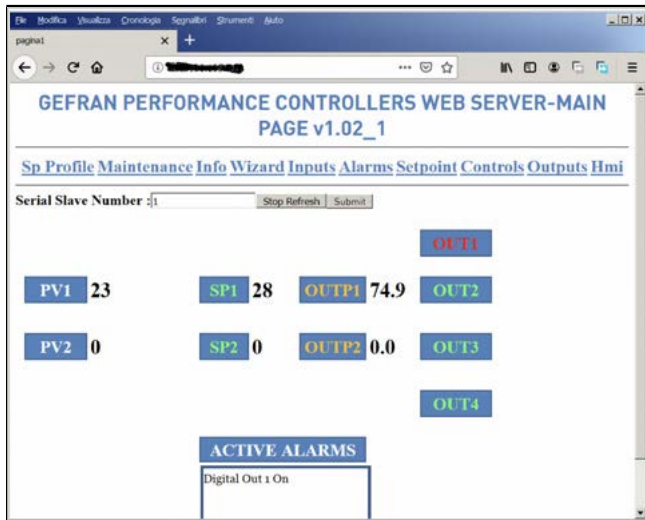 File Modifica Visualizza Cronologia Segnalibri Strumenti Aiuto
pagina1
GEFRAN PERFORMANCE CONTROLLERS WEB SERVER-MAIN
PAGE v1.02_1
Sp Profile Maintenance Info Wizard Inputs Alarms Setpoint Controls Outputs Hmi
Serial Slave Number : 1 Stop Refresh Submit
OUT1
PV1 23 SP1 28 OUTP1 74.9 OUT2
PV2 0 SP2 0 OUTP2 0.0 OUT3
OUT4
ACTIVE ALARMS
Digital Out 1 On